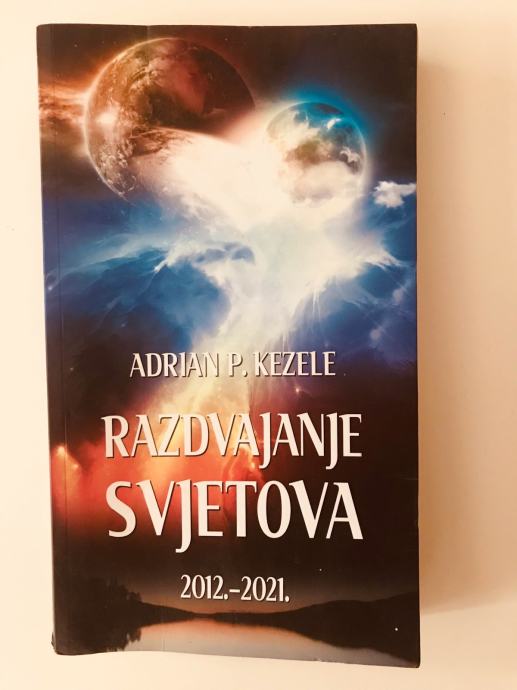 ADRIAN P. KEZELE
RAZDVAJANJE
SVJETOVA
2012.-2021.